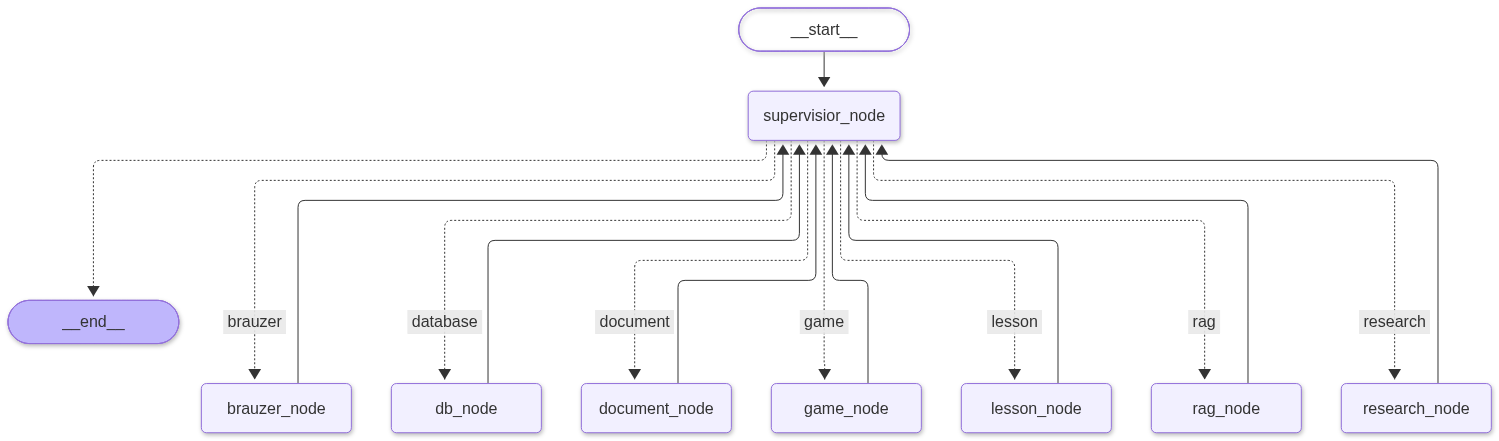 __start__
supervisior_node
__end__
brauzer
database
document
game
lesson
rag
research
brauzer_node
db_node
document_node
game_node
lesson_node
rag_node
research_node